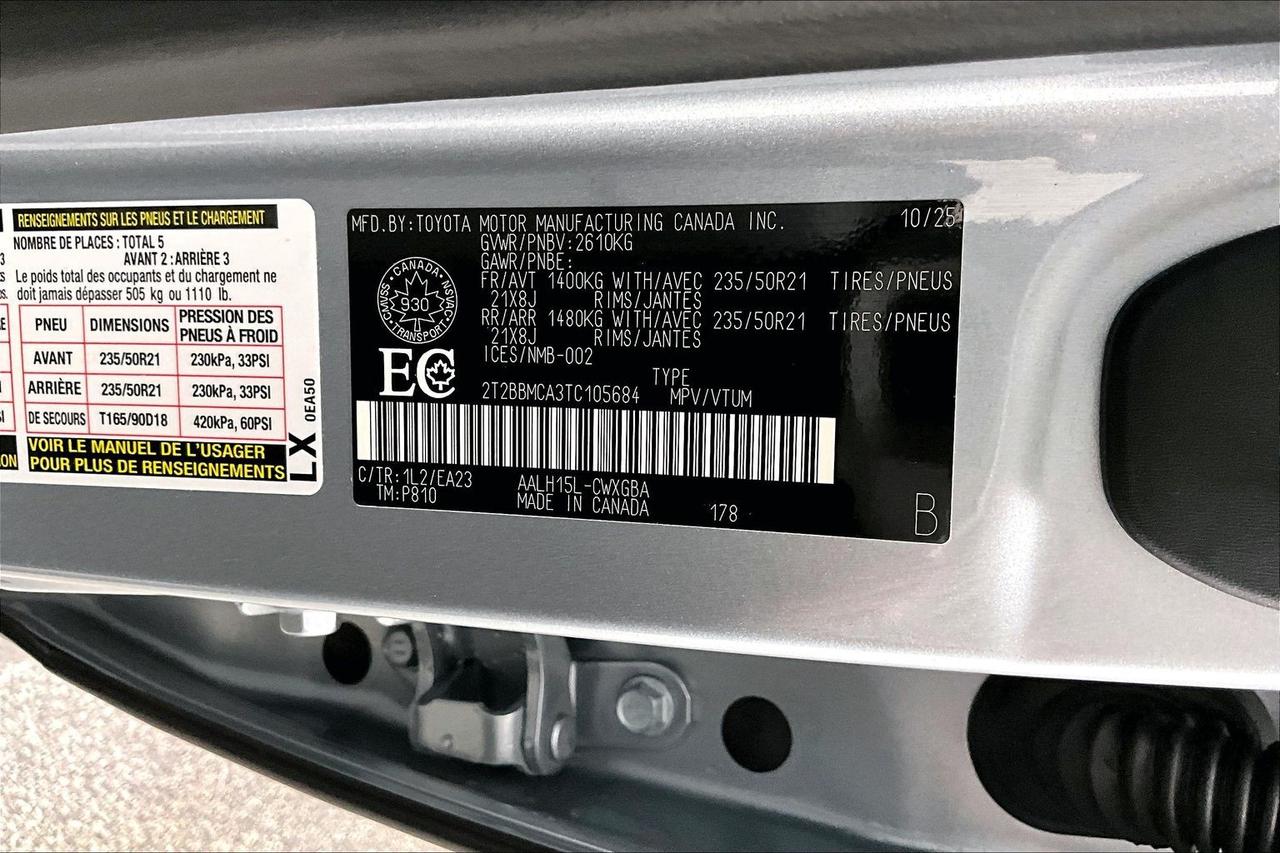 RENSEIGNEMENTS SUR LES PNEUS ET LE CHARGEMENT
NOMBRE DE PLACES : TOTAL 5
AVANT 2 : ARRIÈRE 3
Le poids total des occupants et du chargement ne
doit jamais dépasser 505 kg ou 1110 lb.
PNEU DIMENSIONS PRESSION DES PNEUS À FROID
AVANT 235/50R21 230kPa, 33PSI
ARRIÈRE 235/50R21 230kPa, 33PSI
DE SECOURS T165/90D18 420kPa, 60PSI
VOIR LE MANUEL DE L'USAGER
POUR PLUS DE RENSEIGNEMENTS
LX 0EA50
MFD.BY:TOYOTA MOTOR MANUFACTURING CANADA INC. 10/25
GVWR/PNBV:2610KG
GAWR/PNBE:
FR/AVT 1400KG WITH/AVEC 235/50R21 TIRES/PNEUS
21X8J RIMS/JANTES
RR/ARR 1480KG WITH/AVEC 235/50R21 TIRES/PNEUS
21X8J RIMS/JANTES
ICES/NMB-002
CANADA
CMVSS 930 NSVAC
TRANSPORT
EC
TYPE
2T2BBMCA3TC105684 MPV/VTUM
C/TR:1L2/EA23 AALH15L-CWXGBA
TM:P810 MADE IN CANADA 178
B